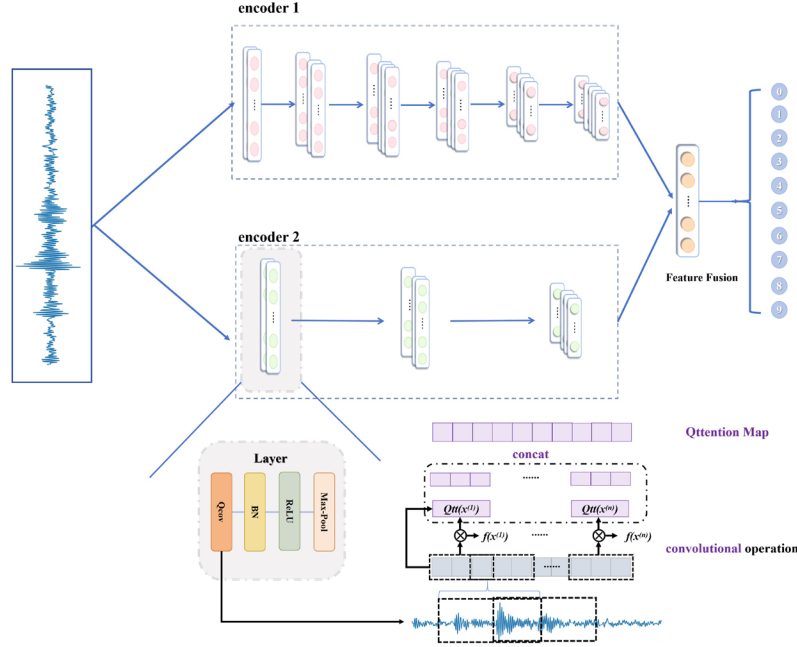 encoder 1
encoder 2
0
1
2
3
4
5
6
7
8
9
Feature Fusion
Layer
Qcov
BN
ReLU
Max-Pool
Qttention Map
concat
......
Qtt(x⁽¹⁾) Qtt(x⁽ⁿ⁾)
f(x⁽¹⁾) ...... f(x⁽ⁿ⁾)
convolutional operation
......